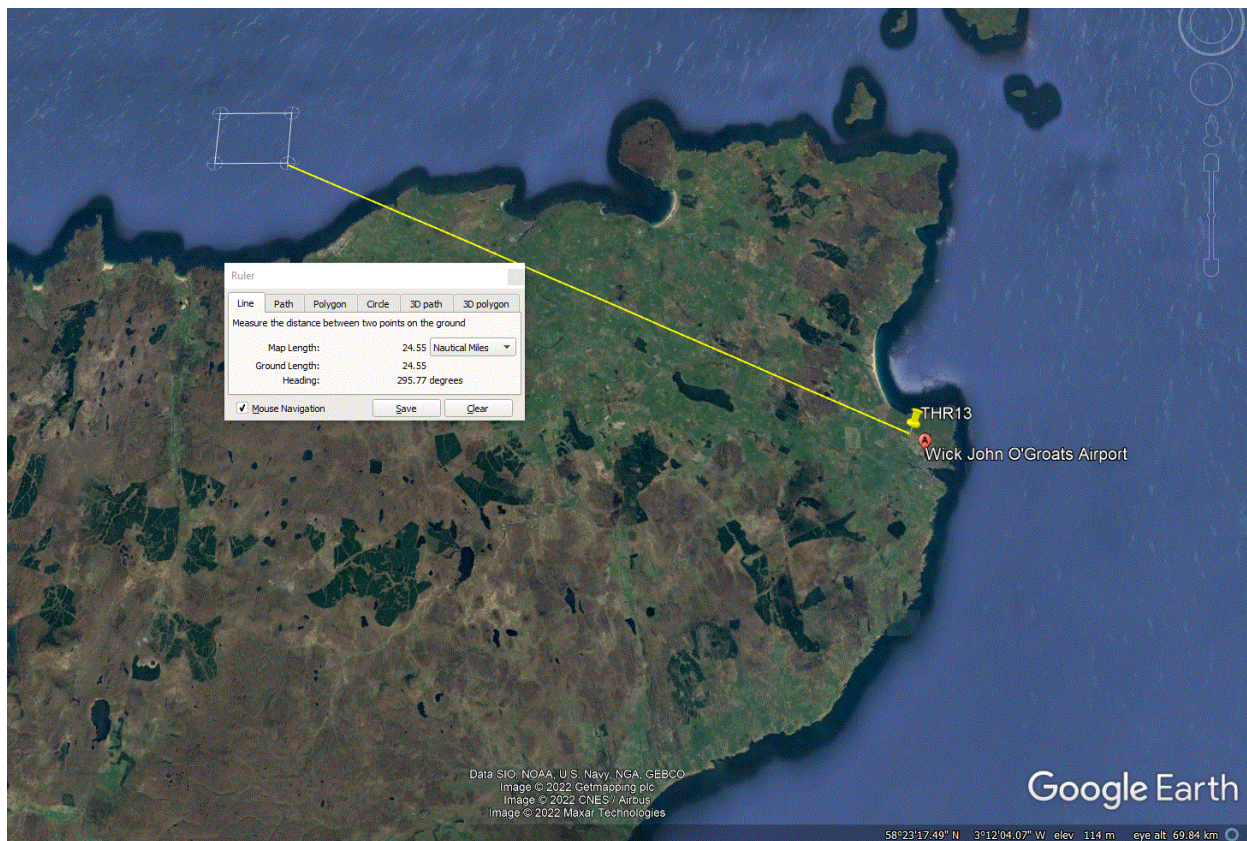 Ruler
Line Path Polygon Circle 3D path 3D polygon
Measure the distance between two points on the ground
Map Length: 24.55 Nautical Miles
Ground Length: 24.55
Heading: 295.77 degrees
Mouse Navigation Save Clear
THR13
A
Wick John O'Groats Airport
Data SIO, NOAA, U.S. Navy, NGA, GEBCO
Image © 2022 Getmapping plc
Image © 2022 CNES / Airbus
Image © 2022 Maxar Technologies
Google Earth
58°23'17.49" N 3°12'04.07" W elev 114 m eye alt 69.84 km